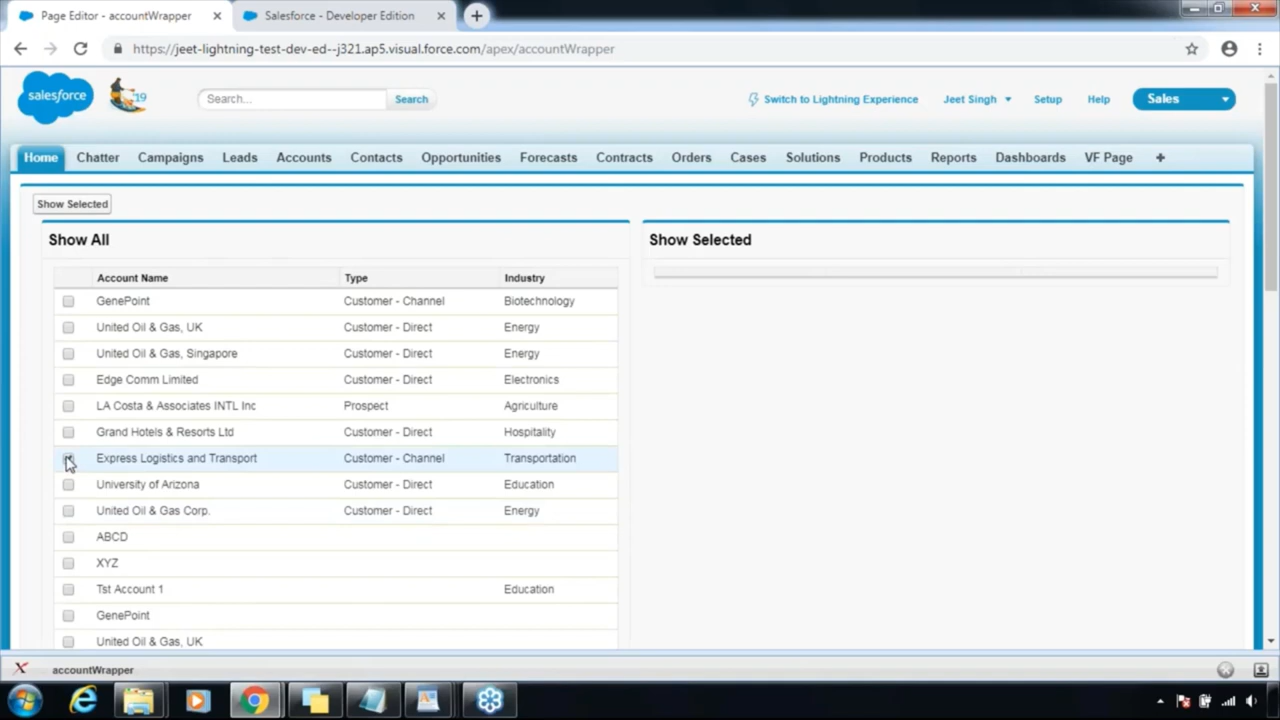 Page Editor - accountWrapper
Salesforce - Developer Edition
https://jeet-lightning-test-dev-ed--j321.ap5.visual.force.com/apex/accountWrapper
salesforce
19
Search...
Search
Switch to Lightning Experience
Jeet Singh
Setup
Help
Sales
Home Chatter Campaigns Leads Accounts Contacts Opportunities Forecasts Contracts Orders Cases Solutions Products Reports Dashboards VF Page +
Show Selected
Show All
Show Selected
Account Name Type Industry
GenePoint Customer - Channel Biotechnology
United Oil & Gas, UK Customer - Direct Energy
United Oil & Gas, Singapore Customer - Direct Energy
Edge Comm Limited Customer - Direct Electronics
LA Costa & Associates INTL Inc Prospect Agriculture
Grand Hotels & Resorts Ltd Customer - Direct Hospitality
Express Logistics and Transport Customer - Channel Transportation
University of Arizona Customer - Direct Education
United Oil & Gas Corp. Customer - Direct Energy
ABCD
XYZ
Tst Account 1 Education
GenePoint
United Oil & Gas, UK
accountWrapper